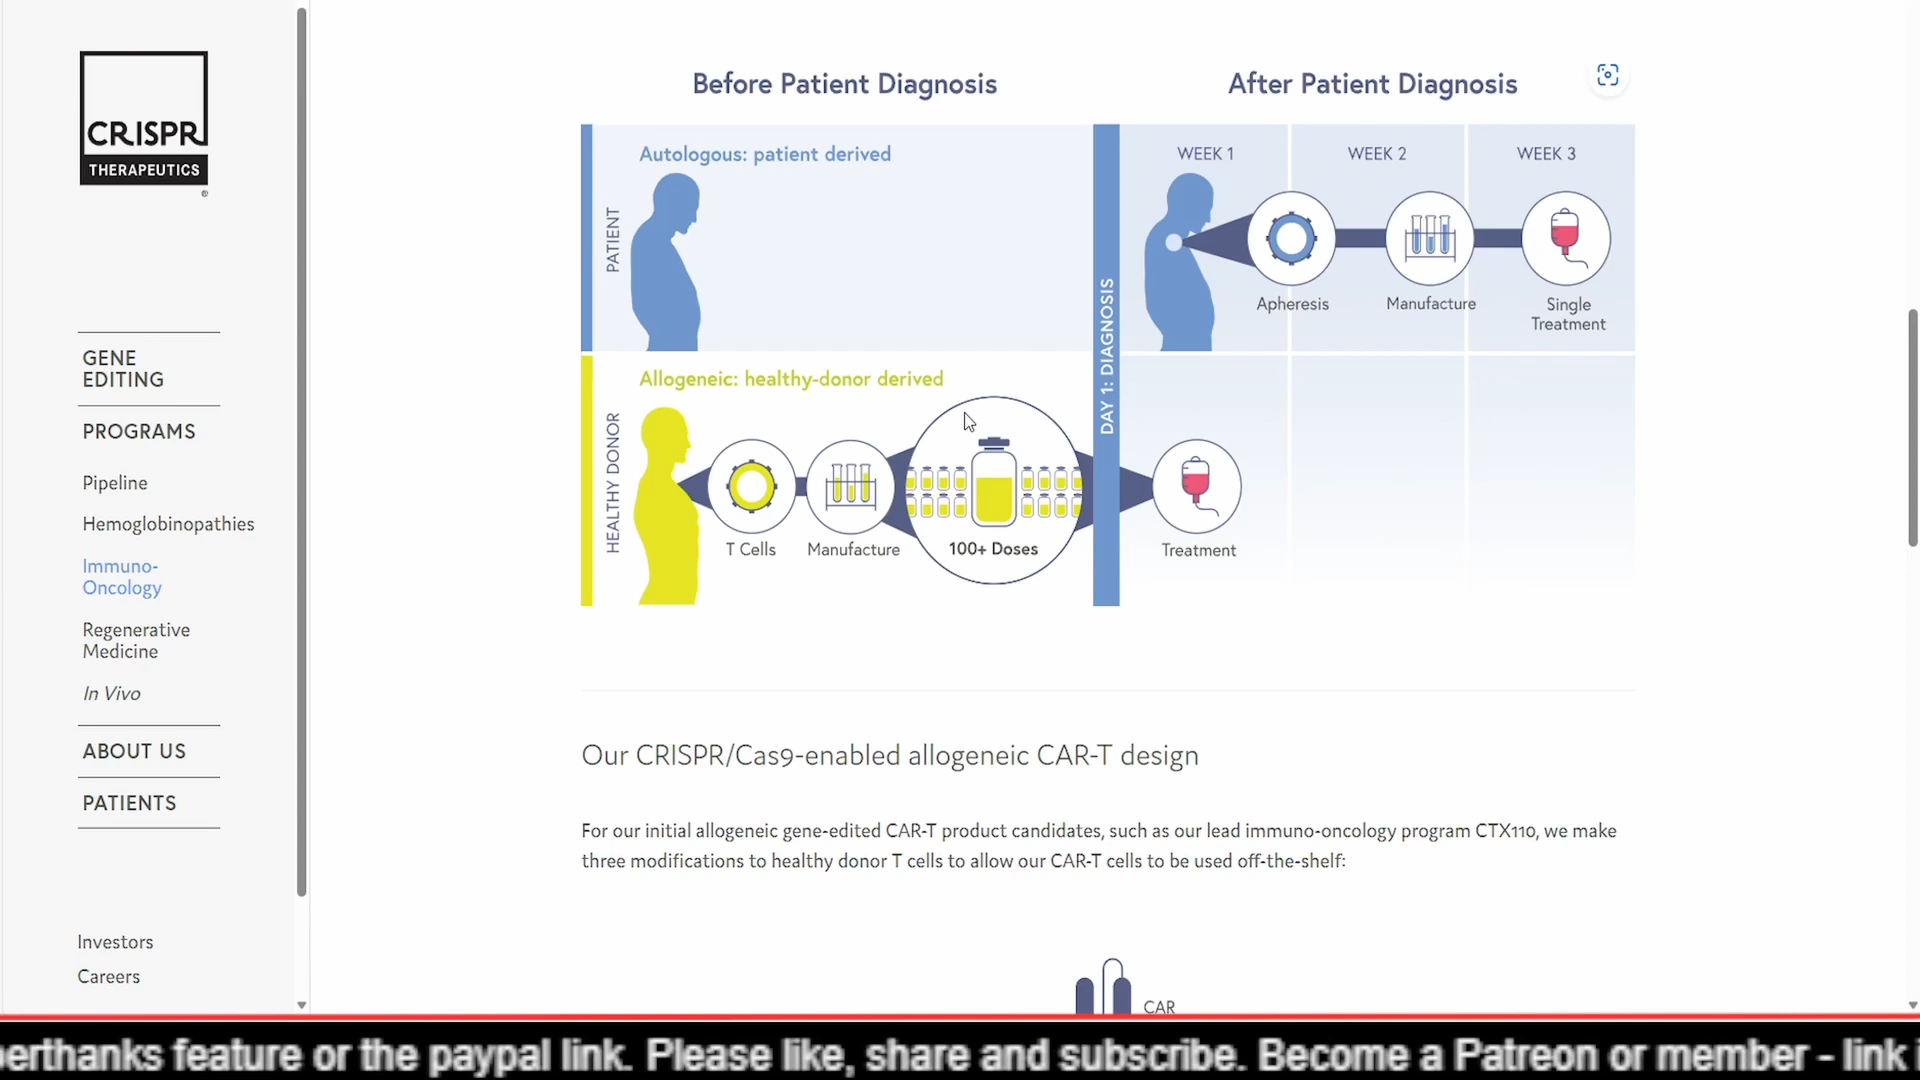 CRISPR
THERAPEUTICS
®
GENE
EDITING
PROGRAMS
Pipeline
Hemoglobinopathies
Immuno-
Oncology
Regenerative
Medicine
In Vivo
ABOUT US
PATIENTS
Investors
Careers
Before Patient Diagnosis
After Patient Diagnosis
Autologous: patient derived
PATIENT
WEEK 1
WEEK 2
WEEK 3
Apheresis
Manufacture
Single
Treatment
DAY 1: DIAGNOSIS
Allogeneic: healthy-donor derived
HEALTHY DONOR
T Cells
Manufacture
100+ Doses
Treatment
Our CRISPR/Cas9-enabled allogeneic CAR-T design
For our initial allogeneic gene-edited CAR-T product candidates, such as our lead immuno-oncology program CTX110, we make
three modifications to healthy donor T cells to allow our CAR-T cells to be used off-the-shelf:
CAR
feature or the paypal link. Please like, share and subscribe. Become a Patreon or member - link